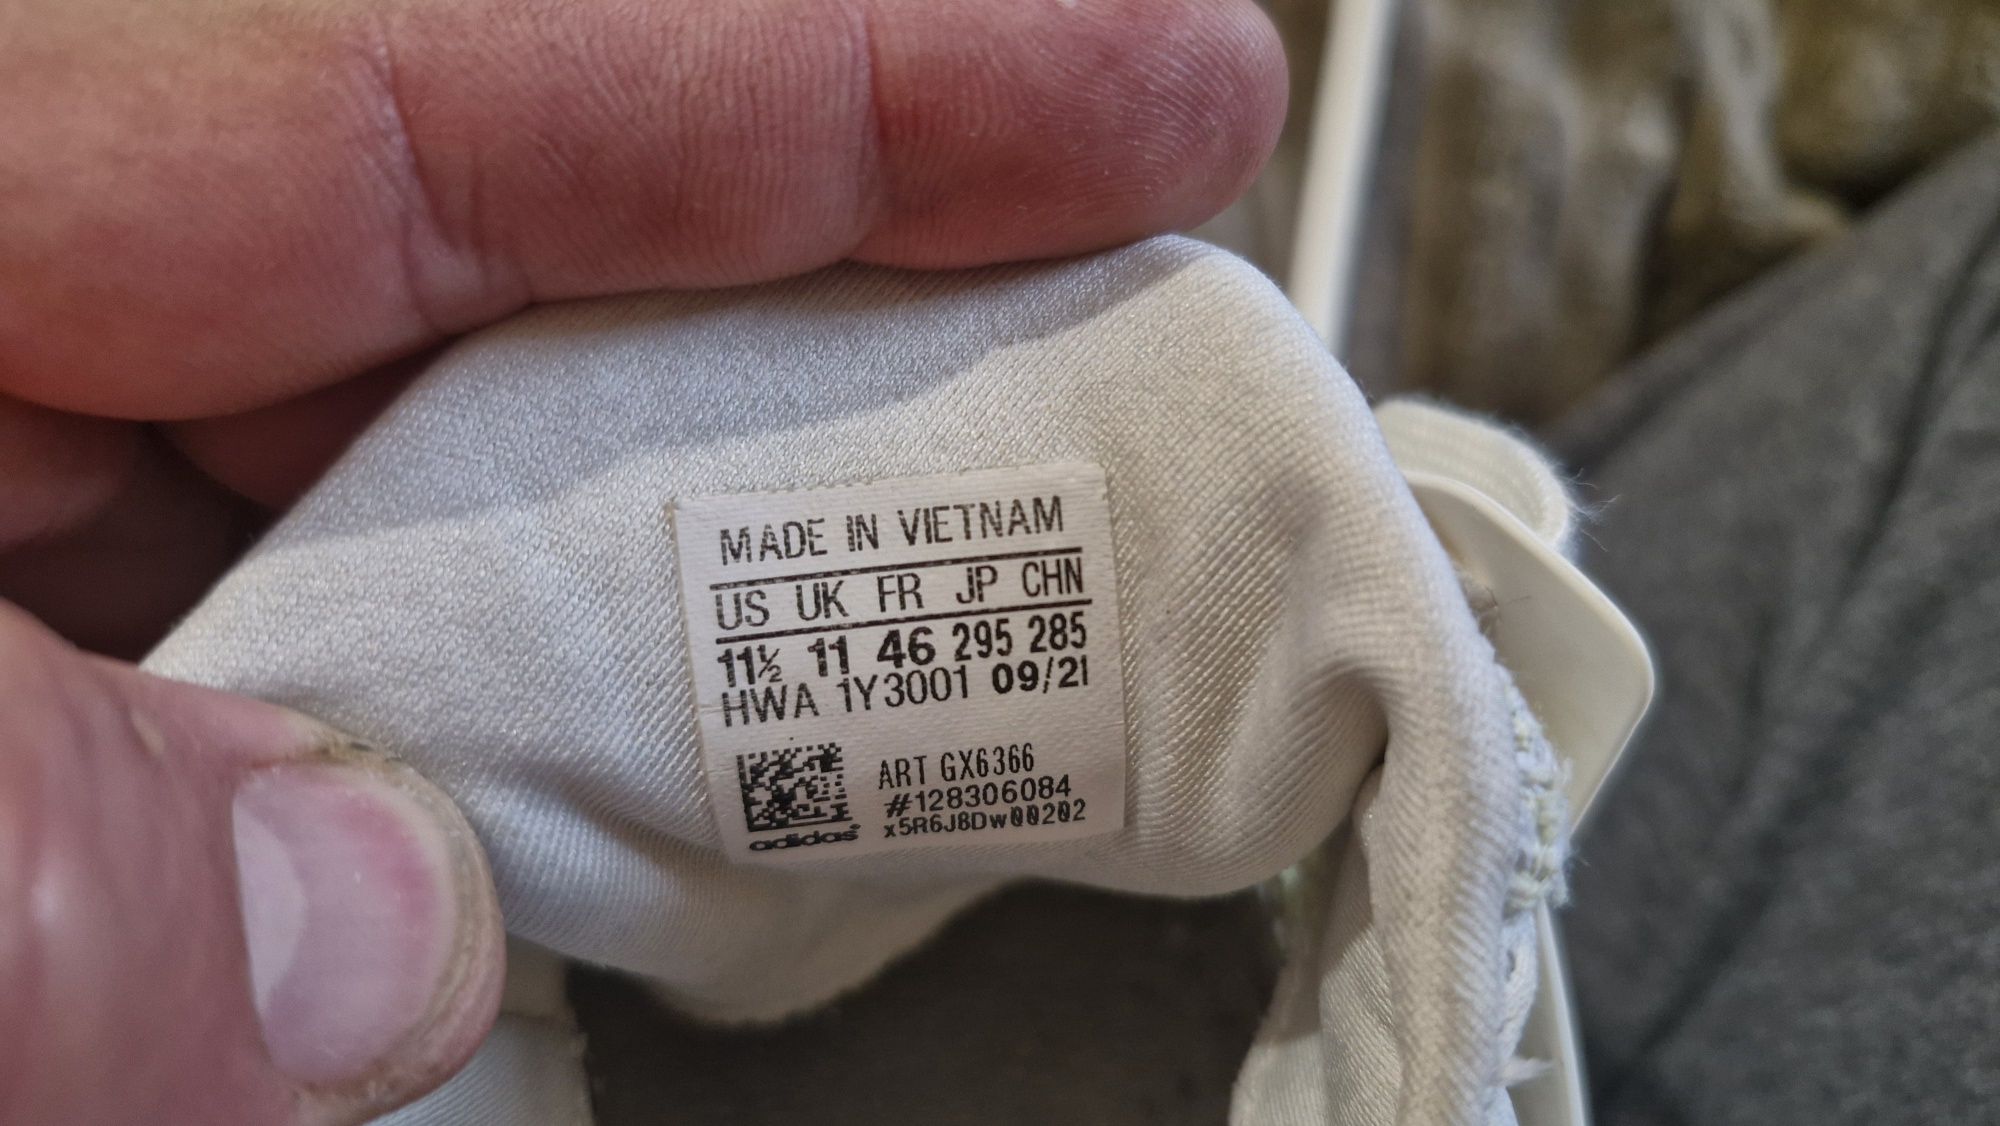 MADE IN VIETNAM
US UK FR JP CHN
11½ 11 46 295 285
HWA 1Y3001 09/21
ART GX6366
#128306084
x5R6J8Dw00202
adidas